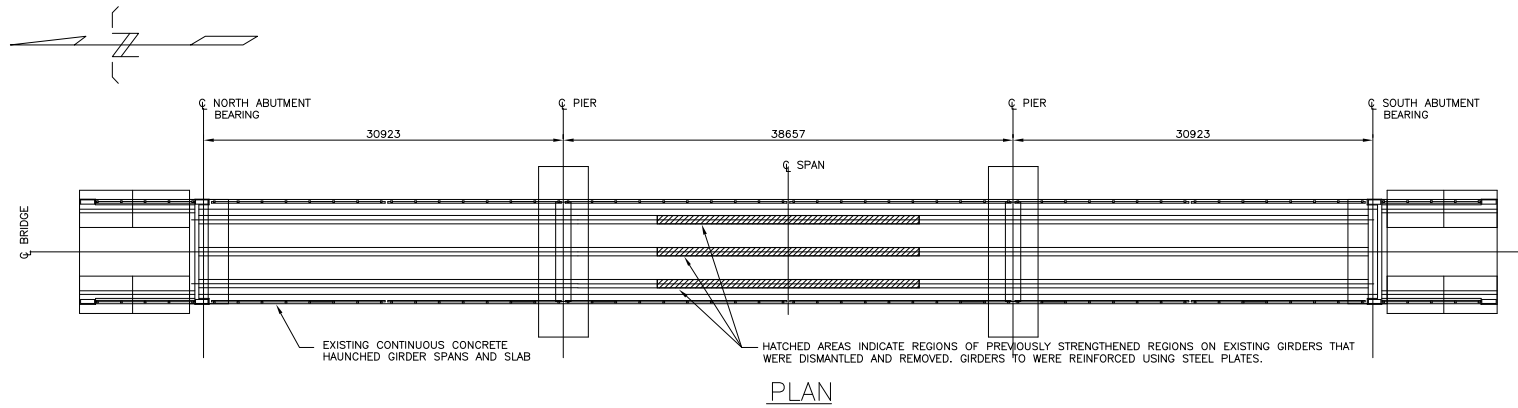 ℄ NORTH ABUTMENT
BEARING
℄ PIER
℄ PIER
℄ SOUTH ABUTMENT
BEARING
30923
38657
30923
℄ SPAN
℄ BRIDGE
EXISTING CONTINUOUS CONCRETE
HAUNCHED GIRDER SPANS AND SLAB
HATCHED AREAS INDICATE REGIONS OF PREVIOUSLY STRENGTHENED REGIONS ON EXISTING GIRDERS THAT
WERE DISMANTLED AND REMOVED. GIRDERS TO WERE REINFORCED USING STEEL PLATES.
PLAN